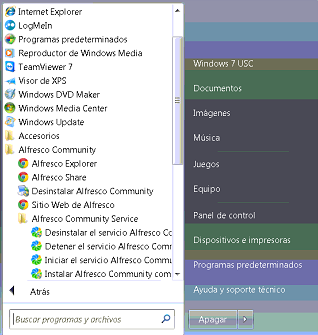 Internet Explorer
LogMeIn
Programas predeterminados
Reproductor de Windows Media
TeamViewer 7
Visor de XPS
Windows DVD Maker
Windows Media Center
Windows Update
Accesorios
Alfresco Community
Alfresco Explorer
Alfresco Share
Desinstalar Alfresco Community
Sitio Web de Alfresco
Alfresco Community Service
Desinstalar el servicio Alfresco C
Detener el servicio Alfresco Com
Iniciar el servicio Alfresco Comm
Instalar Alfresco Community com
Atrás
Buscar programas y archivos
Windows 7 USC
Documentos
Imágenes
Música
Juegos
Equipo
Panel de control
Dispositivos e impresoras
Programas predeterminados
Ayuda y soporte técnico
Apagar